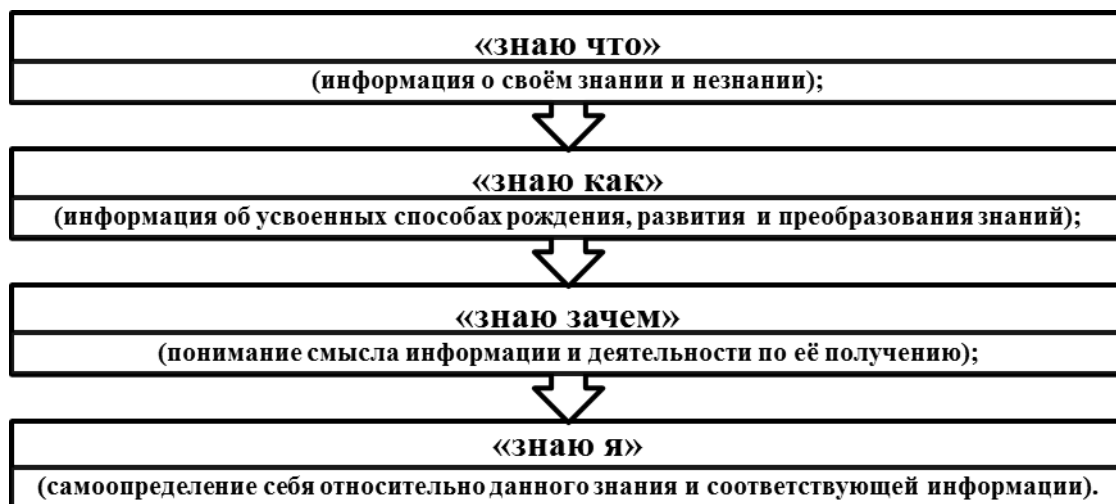 «знаю что»
(информация о своём знании и незнании);
«знаю как»
(информация об усвоенных способах рождения, развития и преобразования знаний);
«знаю зачем»
(понимание смысла информации и деятельности по её получению);
«знаю я»
(самоопределение себя относительно данного знания и соответствующей информации).